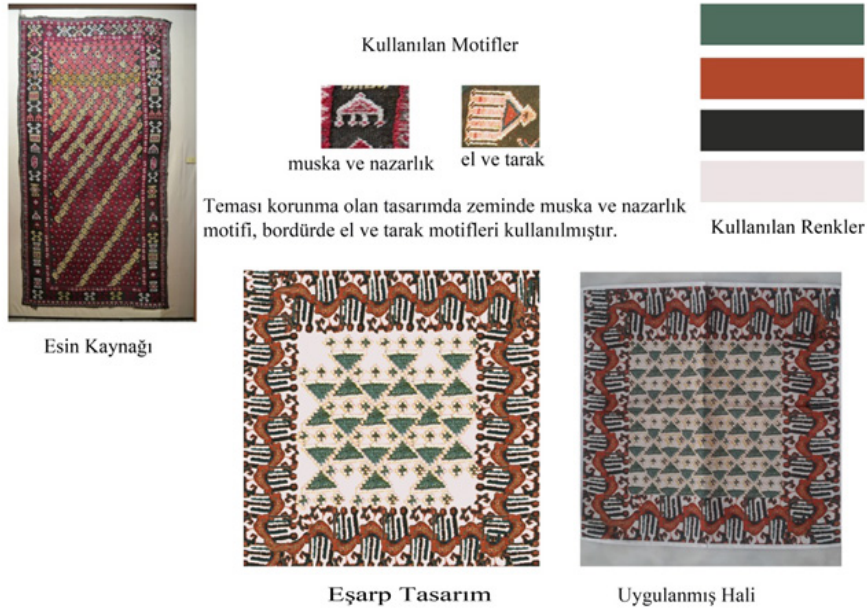 Kullanılan Motifler
muska ve nazarlık
el ve tarak
Teması korunma olan tasarımda zeminde muska ve nazarlık
motifi, bordürde el ve tarak motifleri kullanılmıştır.
Kullanılan Renkler
Esin Kaynağı
Eşarp Tasarım
Uygulanmış Hali